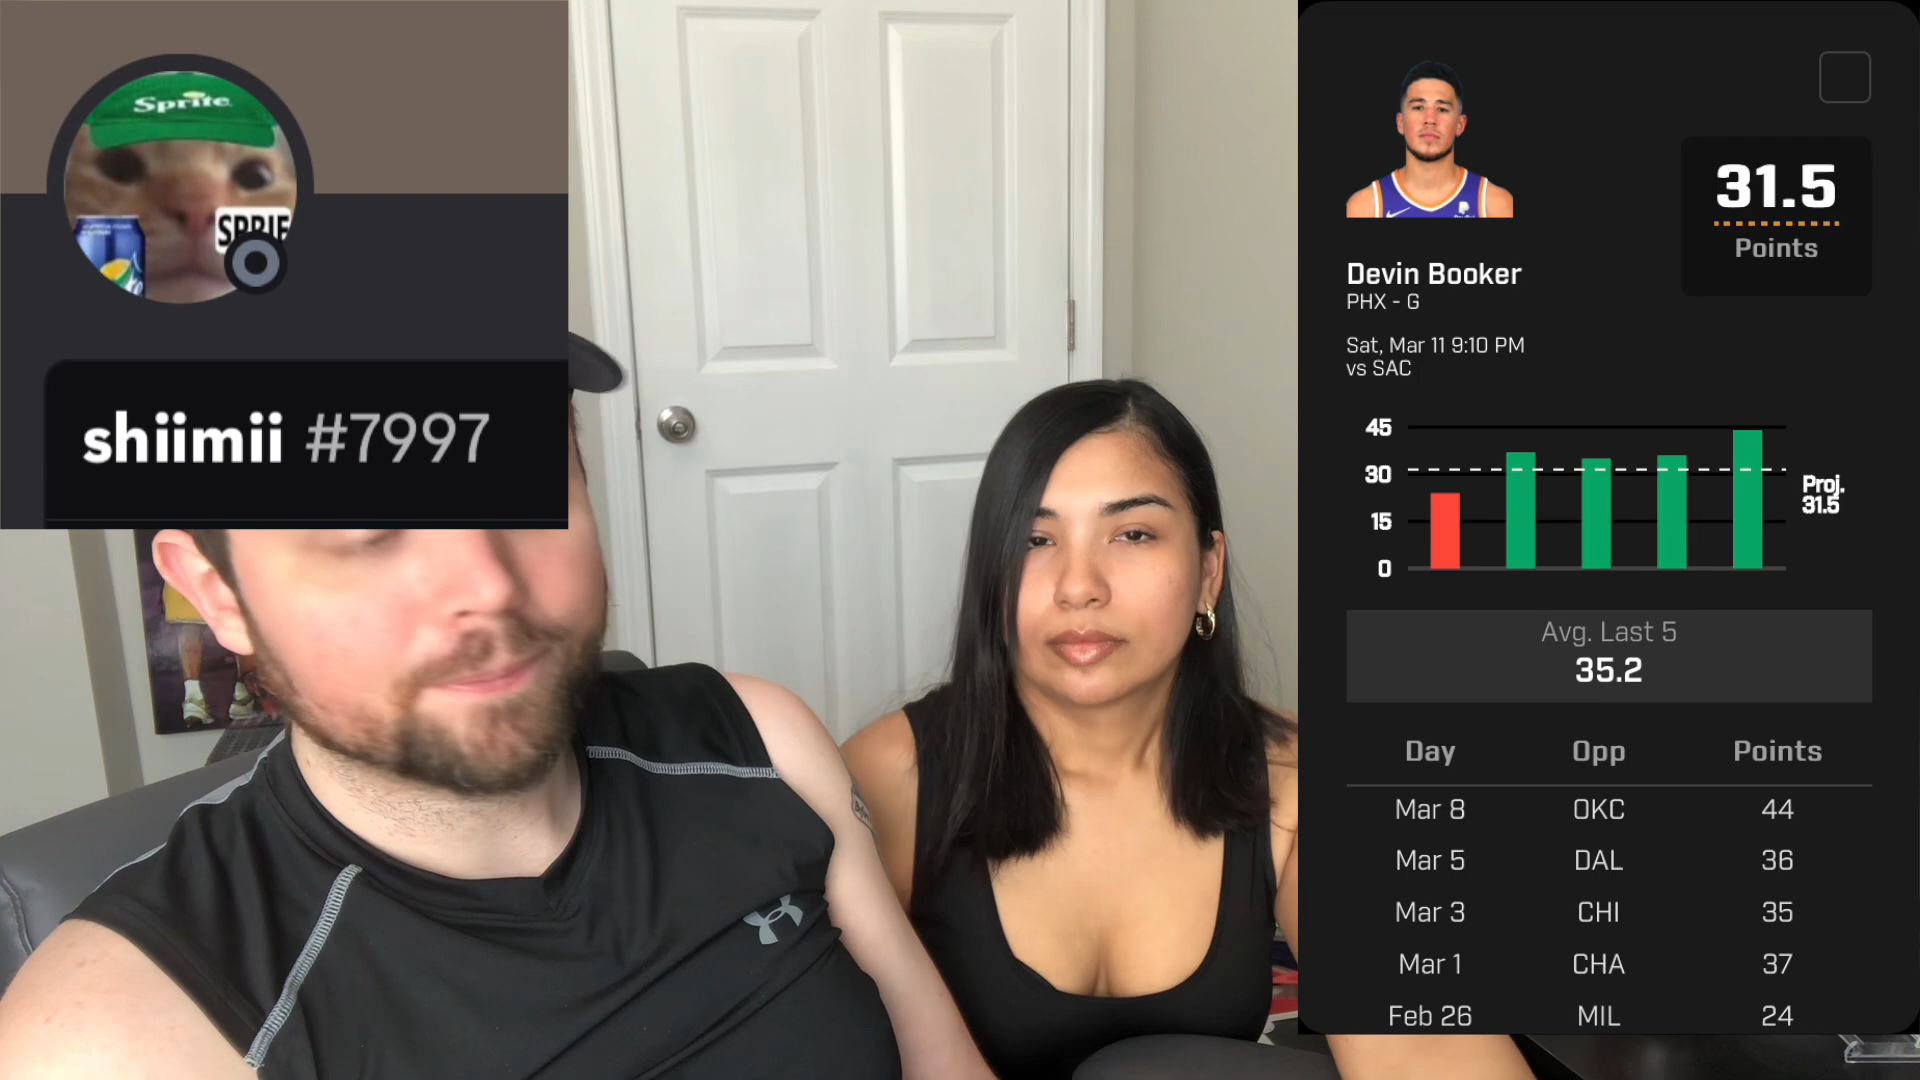 Sprite
SPRIE
shiimii #7997
31.5
Points
Devin Booker
PHX - G
Sat, Mar 11 9:10 PM
vs SAC
45
30
15
0
Proj.
31.5
Avg. Last 5
35.2
Day Opp Points
Mar 8 OKC 44
Mar 5 DAL 36
Mar 3 CHI 35
Mar 1 CHA 37
Feb 26 MIL 24